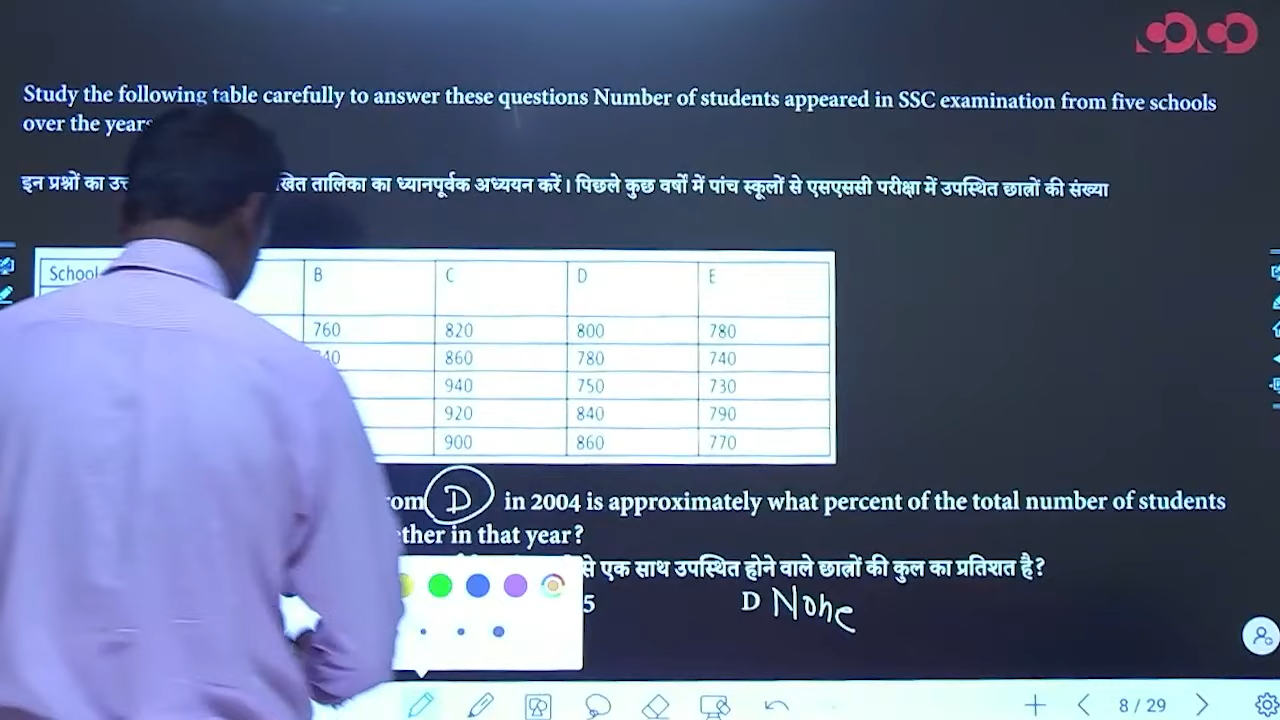 Study the following table carefully to answer these questions Number of students appeared in SSC examination from five schools
over the years
इन प्रश्नों का तालिका का ध्यानपूर्वक अध्ययन करें। पिछले कुछ वर्षों में पांच स्कूलों से एसएससी परीक्षा में उपस्थित छात्रों की संख्या
School B C D E
760 820 800 780
860 780 740
940 750 730
920 840 790
900 860 770
D in 2004 is approximately what percent of the total number of students
in that year?
से एक साथ उपस्थित होने वाले छात्रों की कुल का प्रतिशत है?
5 D None
8 / 29